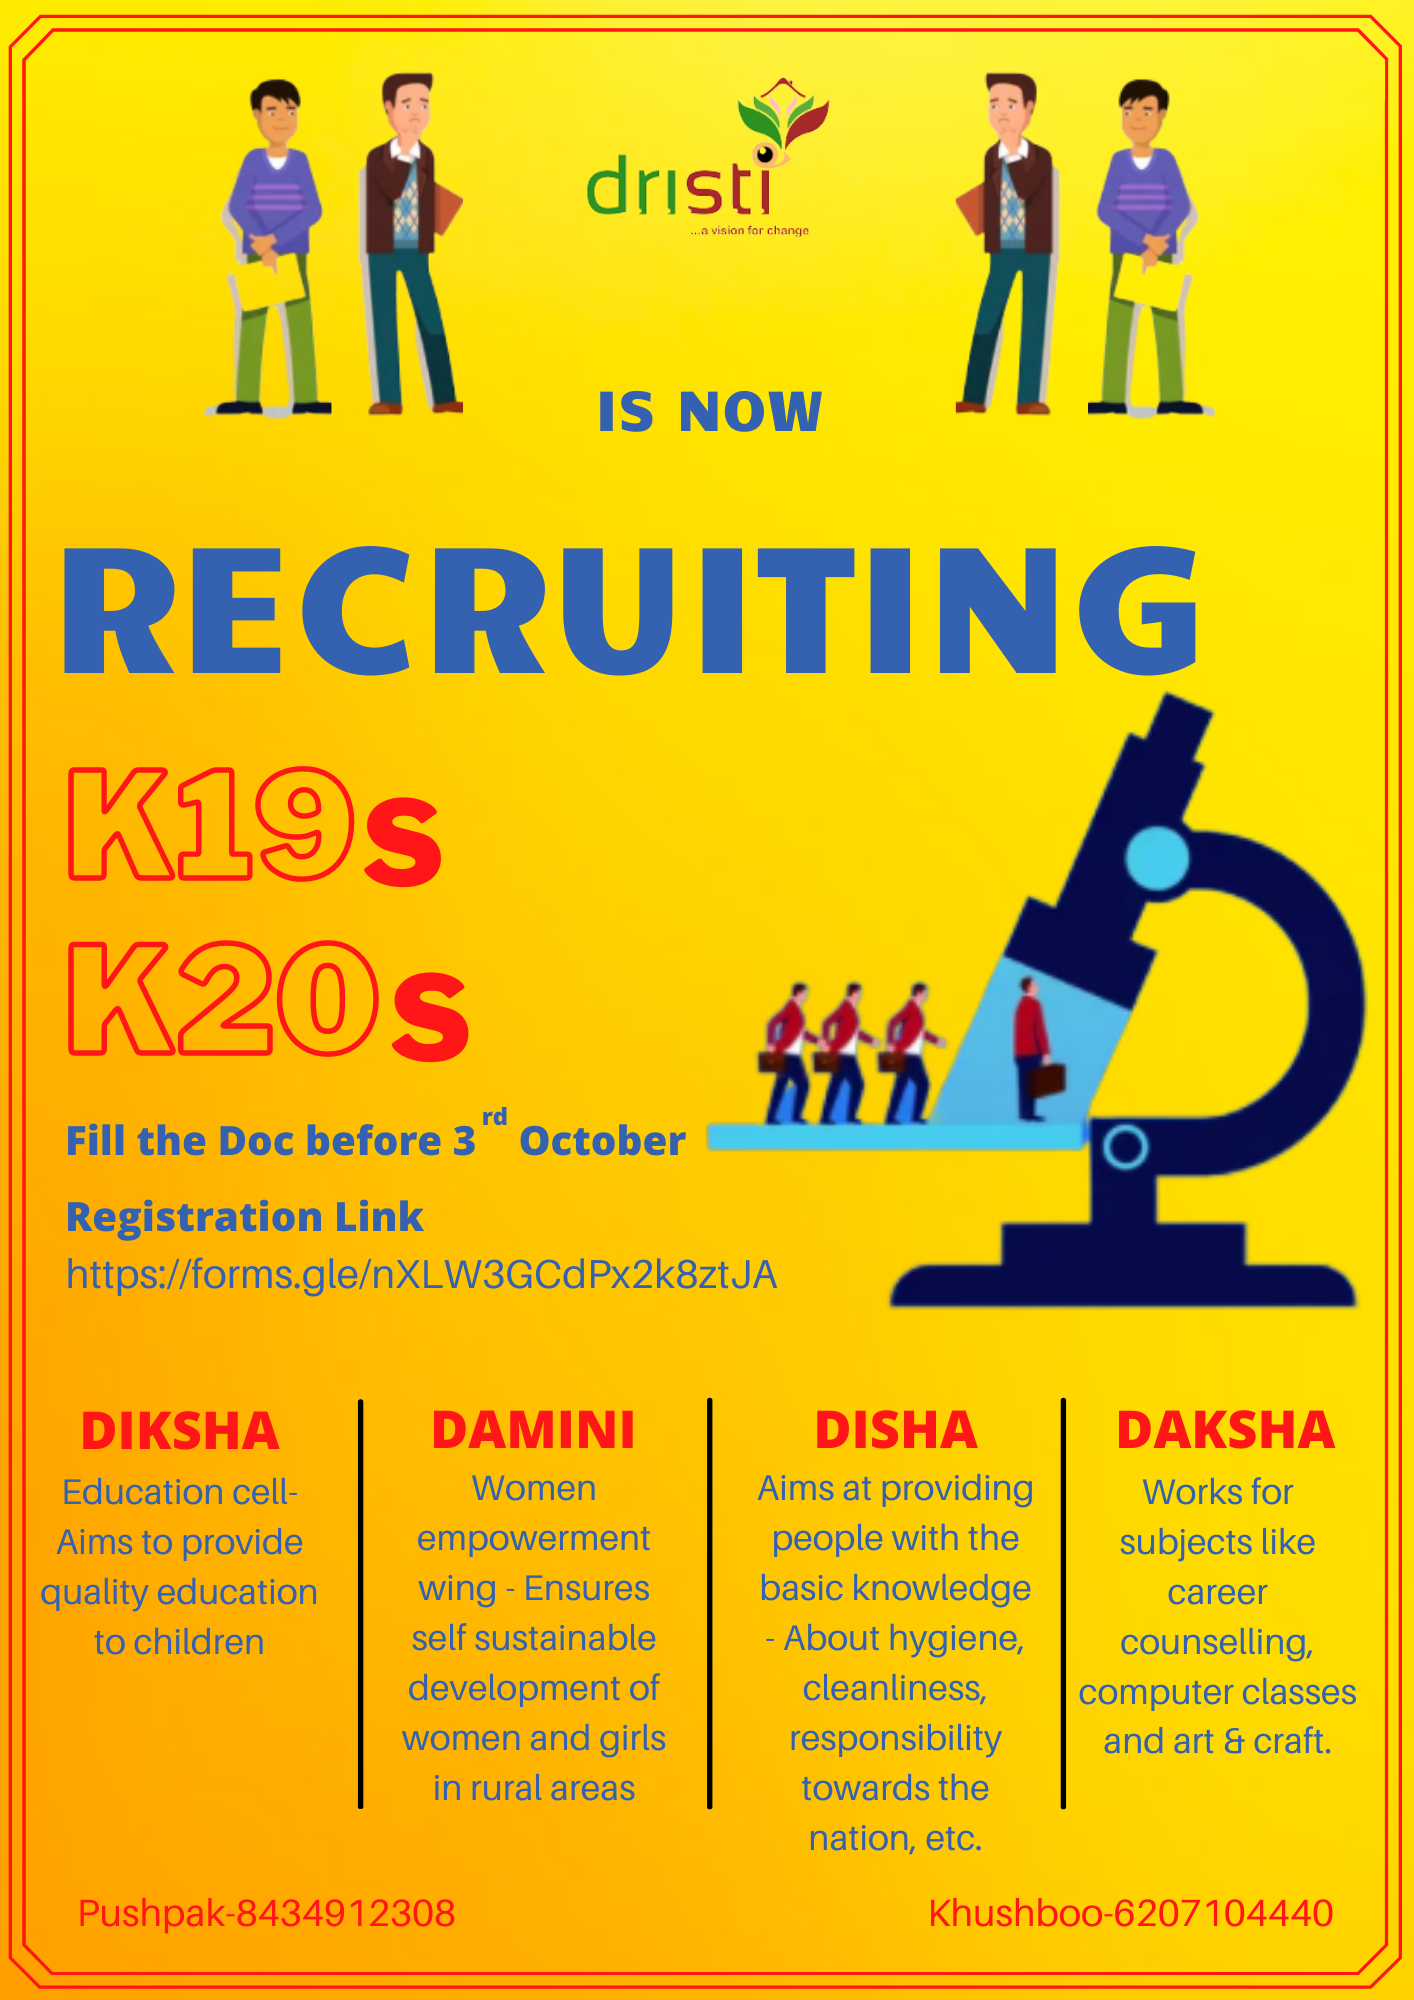 dristi
...a vision for change
IS NOW
RECRUITING
K19s
K20s
Fill the Doc before 3rd October
Registration Link
https://forms.gle/nXLW3GCdPx2k8ztJA
DIKSHA
Education cell-
Aims to provide
quality education
to children
DAMINI
Women
empowerment
wing - Ensures
self sustainable
development of
women and girls
in rural areas
DISHA
Aims at providing
people with the
basic knowledge
- About hygiene,
cleanliness,
responsibility
towards the
nation, etc.
DAKSHA
Works for
subjects like
career
counselling,
computer classes
and art & craft.
Pushpak-8434912308
Khushboo-6207104440